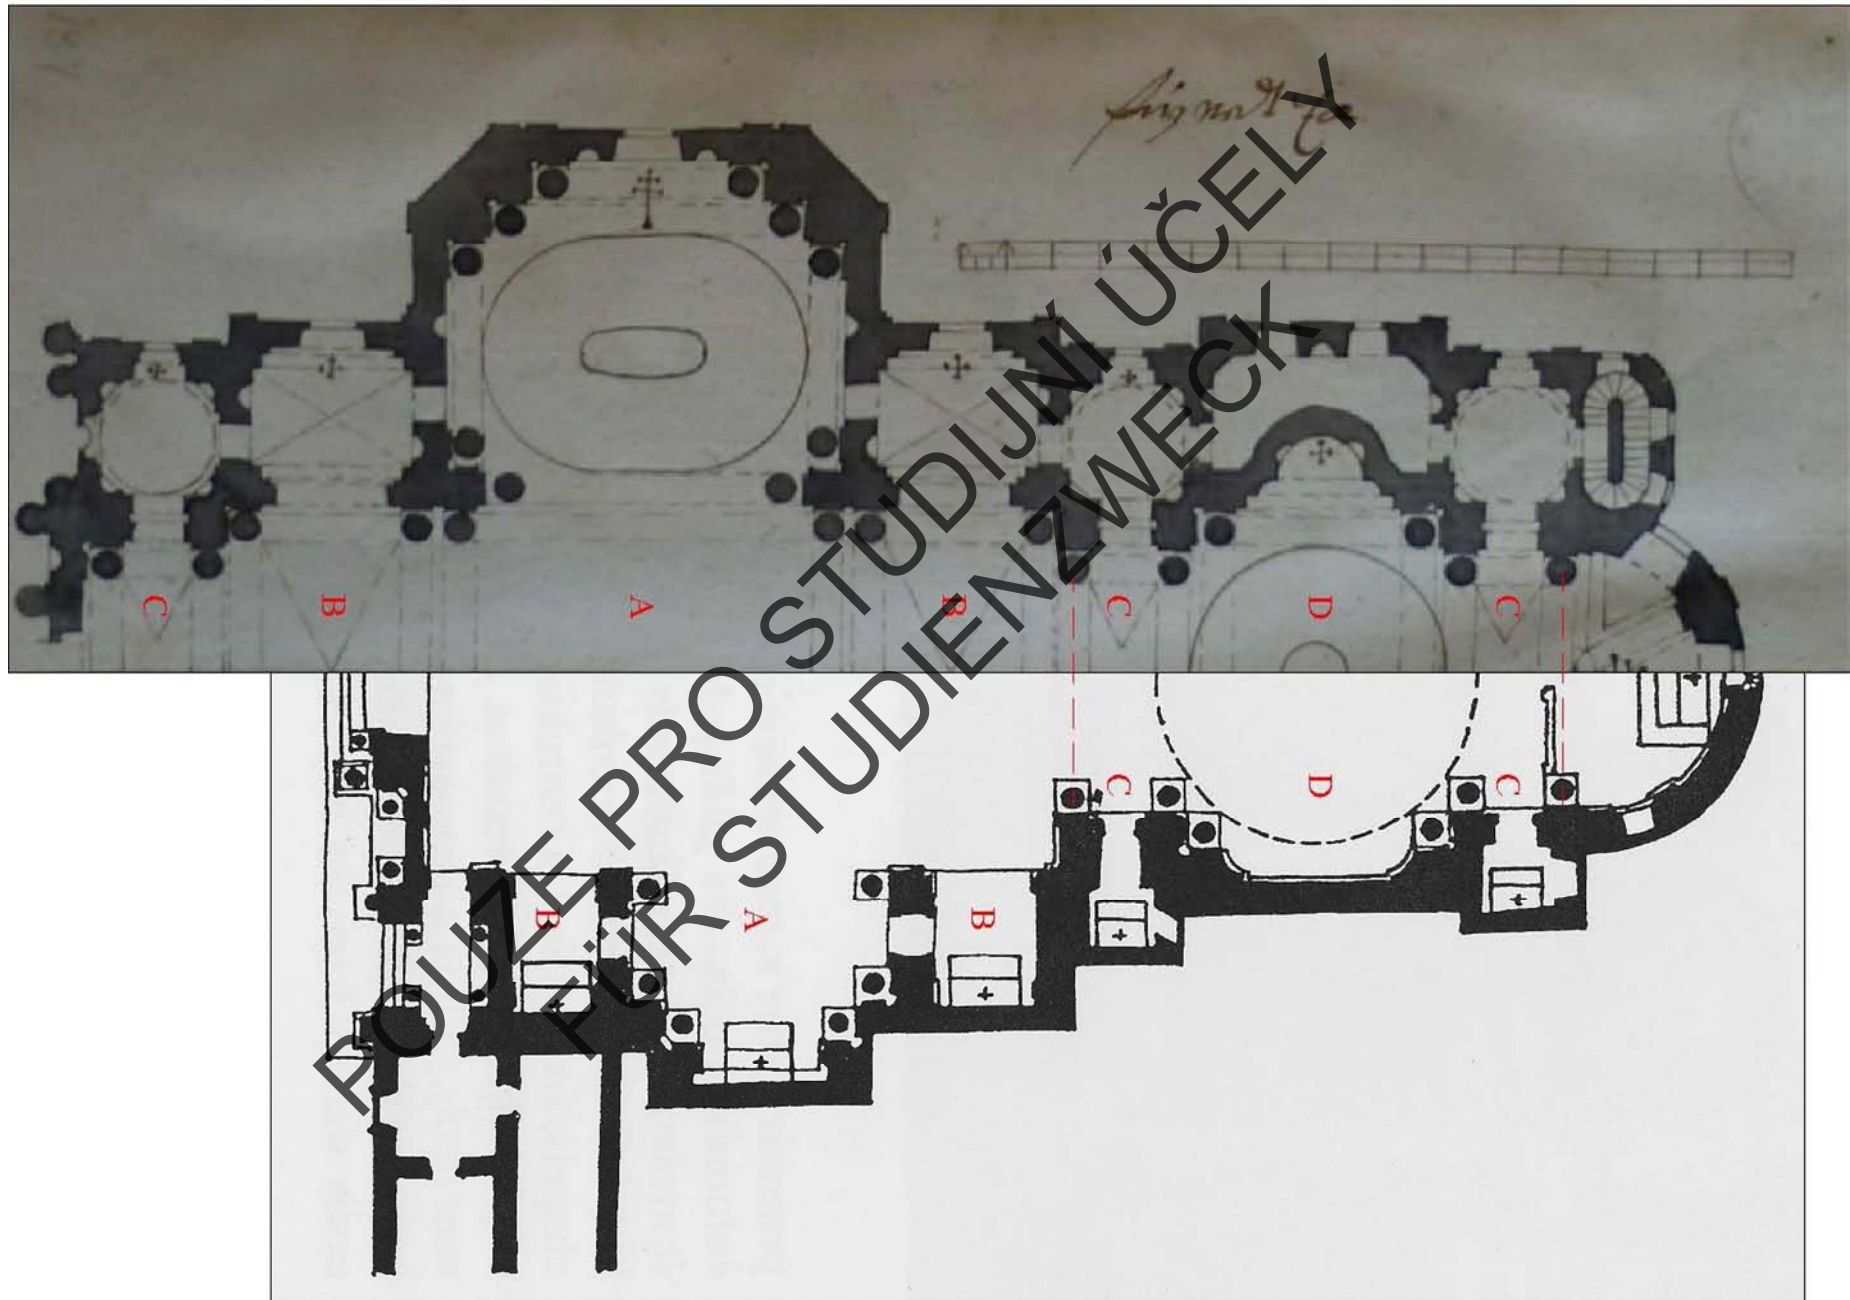 C B A B C D C
C D C
B A B
POUZE PRO STUDIJNÍ ÚČELY
FÜR STUDIENZWECK